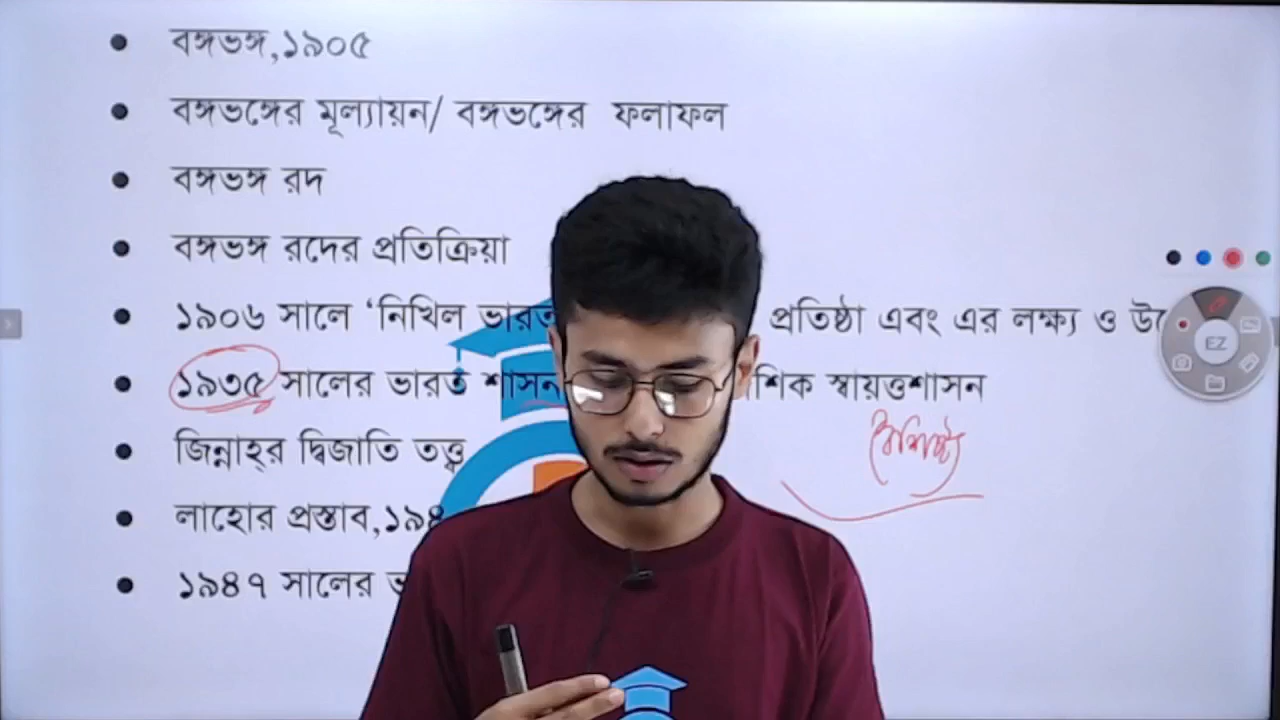 বঙ্গভঙ্গ,১৯০৫
বঙ্গভঙ্গের মূল্যায়ন/ বঙ্গভঙ্গের ফলাফল
বঙ্গভঙ্গ রদ
বঙ্গভঙ্গ রদের প্রতিক্রিয়া
১৯০৬ সালে ‘নিখিল ভারত প্রতিষ্ঠা এবং এর লক্ষ্য ও
১৯৩৫ সালের ভারত শাসন স্বায়ত্তশাসন
বৈশিষ্ট্য
জিন্নাহ্‌র দ্বিজাতি তত্ত্ব
লাহোর প্রস্তাব,১৯৪
১৯৪৭ সালের
EZ